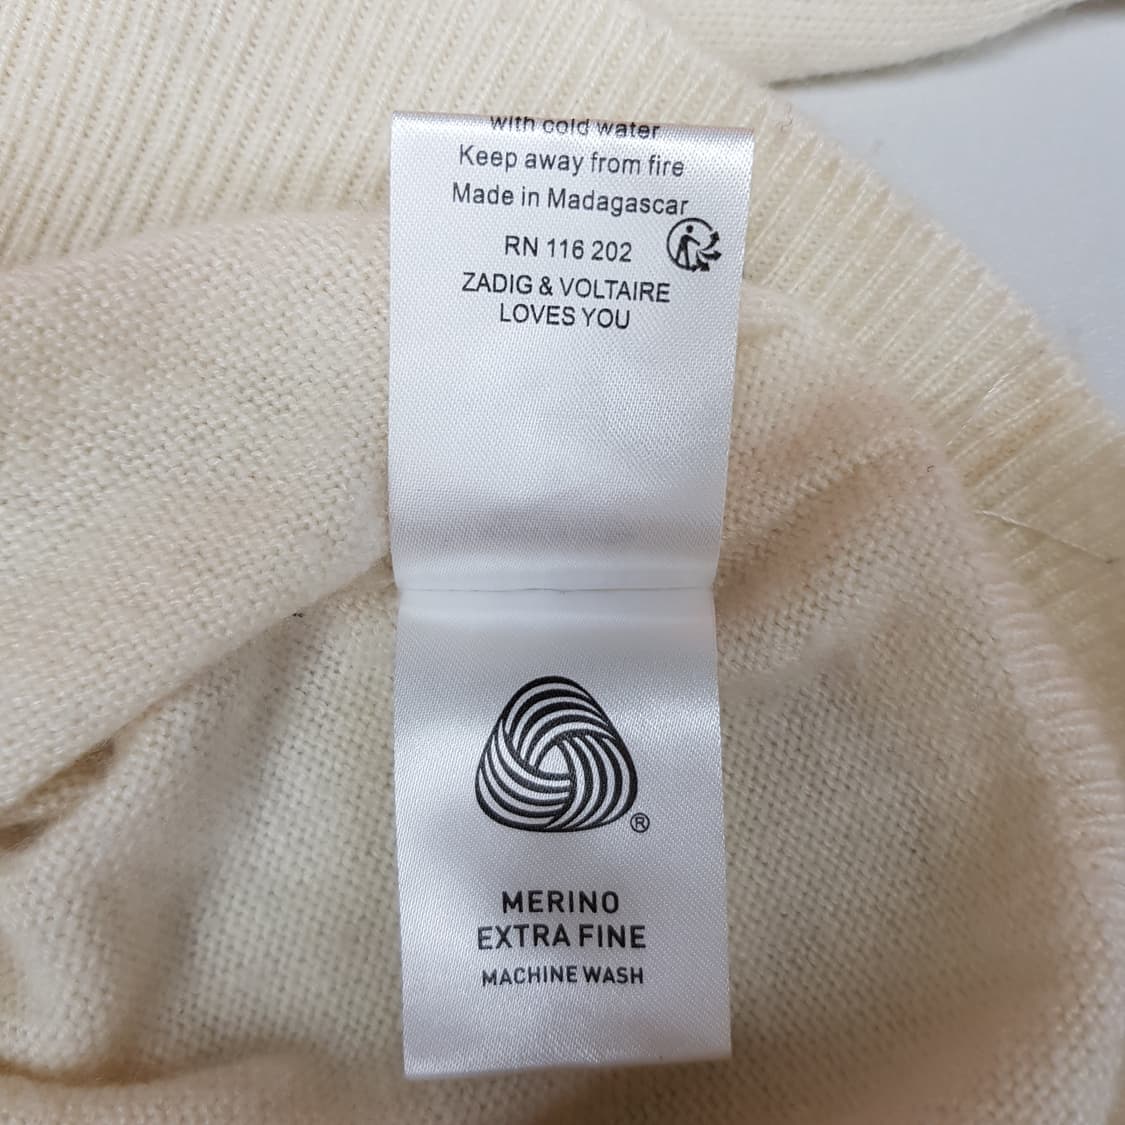 with cold water
Keep away from fire
Made in Madagascar
RN 116 202
ZADIG & VOLTAIRE
LOVES YOU
®
MERINO
EXTRA FINE
MACHINE WASH